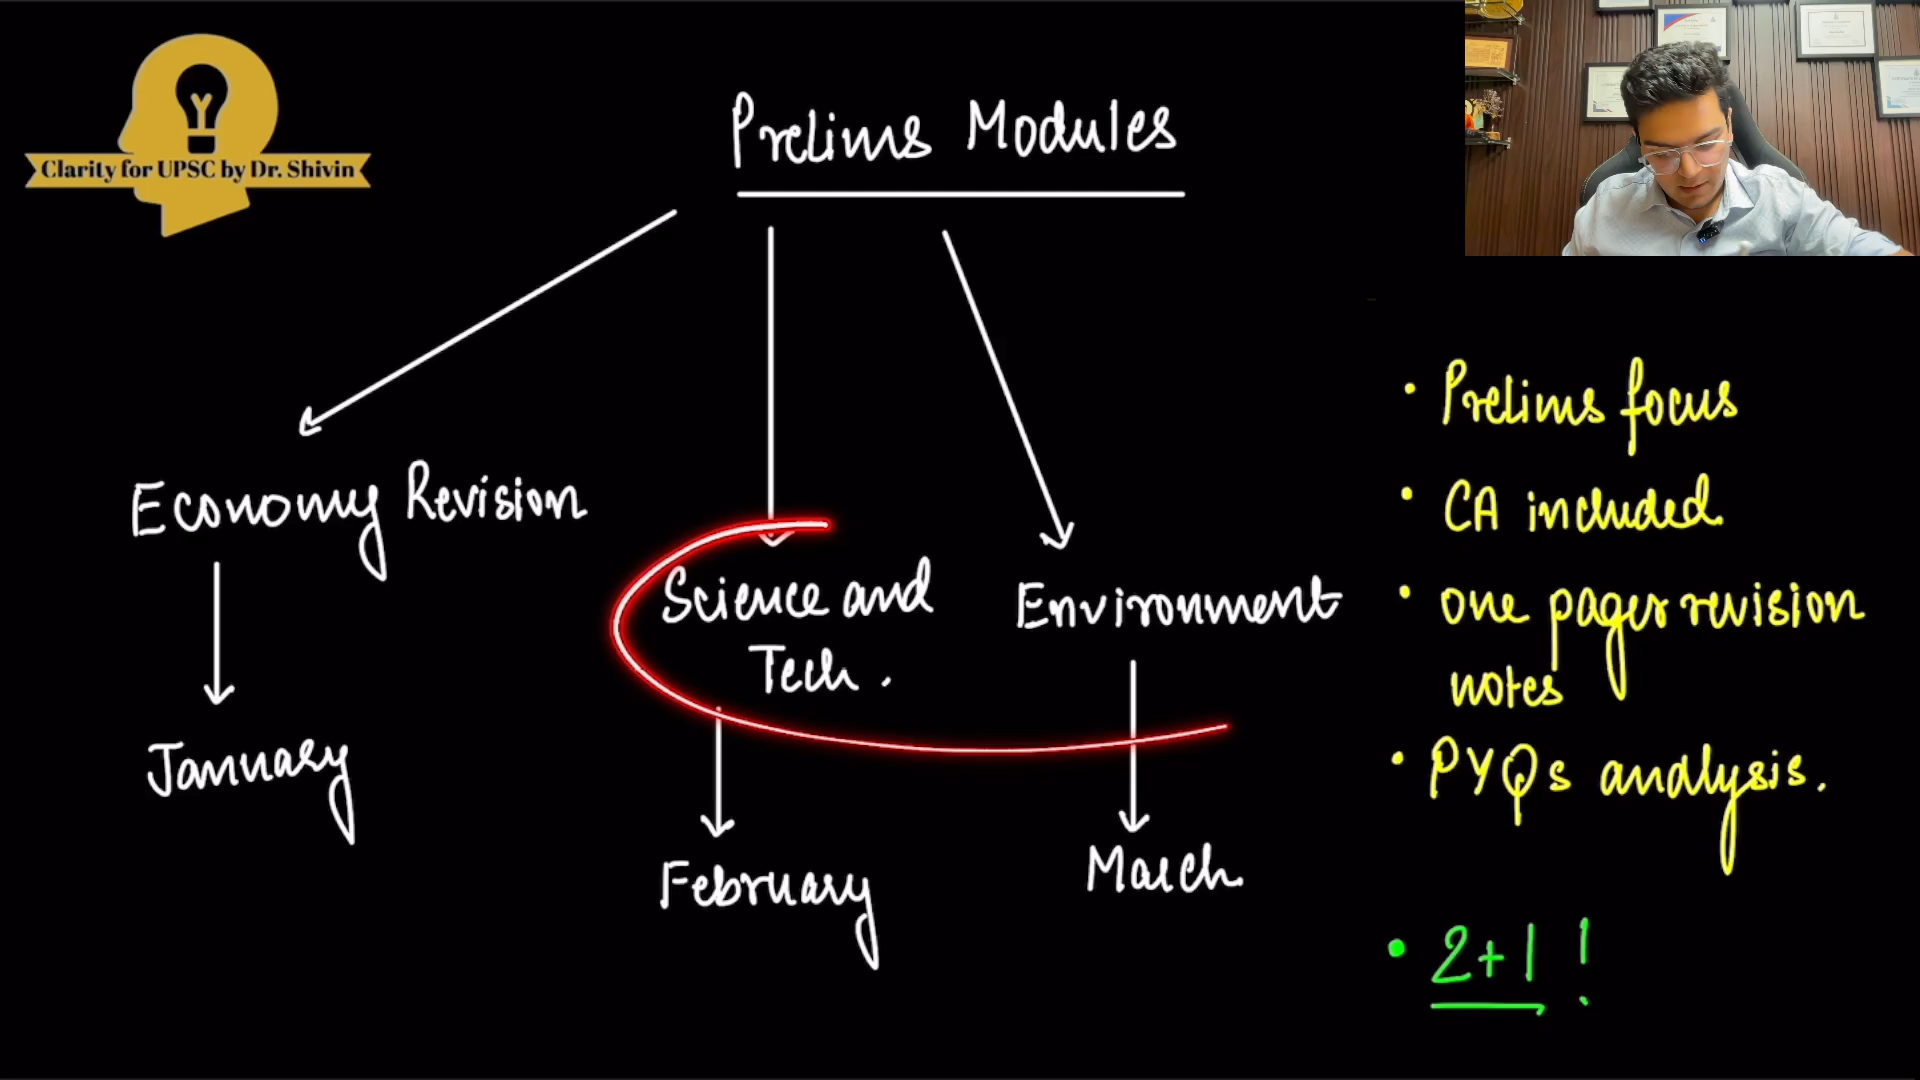 Clarity for UPSC by Dr. Shivin
Prelims Modules
Economy Revision
January
Science and
Tech.
February
Environment
March
• Prelims focus
• CA included
• one pager revision
notes
• PYQs analysis.
• 2+1 !